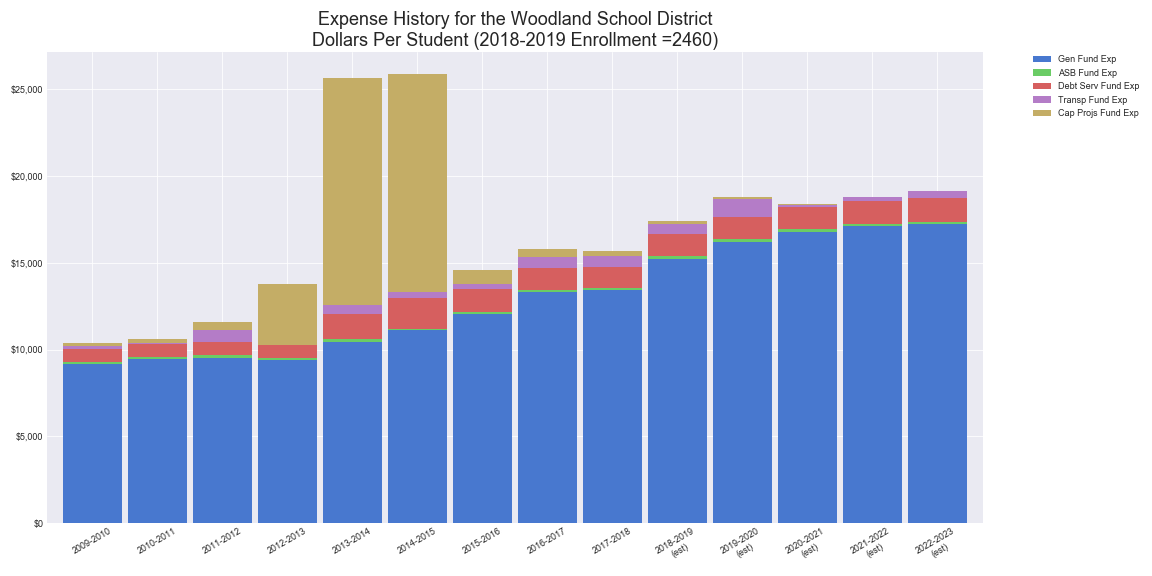 Expense History for the Woodland School District
Dollars Per Student (2018-2019 Enrollment =2460)
Gen Fund Exp
ASB Fund Exp
Debt Serv Fund Exp
Transp Fund Exp
Cap Projs Fund Exp
$25,000
$20,000
$15,000
$10,000
$5,000
$0
2009-2010
2010-2011
2011-2012
2012-2013
2013-2014
2014-2015
2015-2016
2016-2017
2017-2018
2018-2019
(est)
2019-2020
(est)
2020-2021
(est)
2021-2022
(est)
2022-2023
(est)